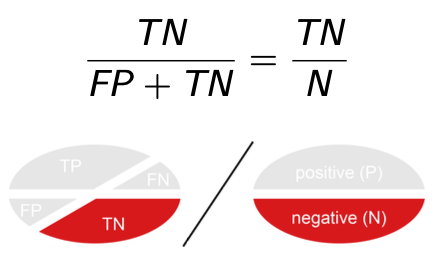 TN / FP + TN = TN / N
TP
FN
FP
TN
positive (P)
negative (N)